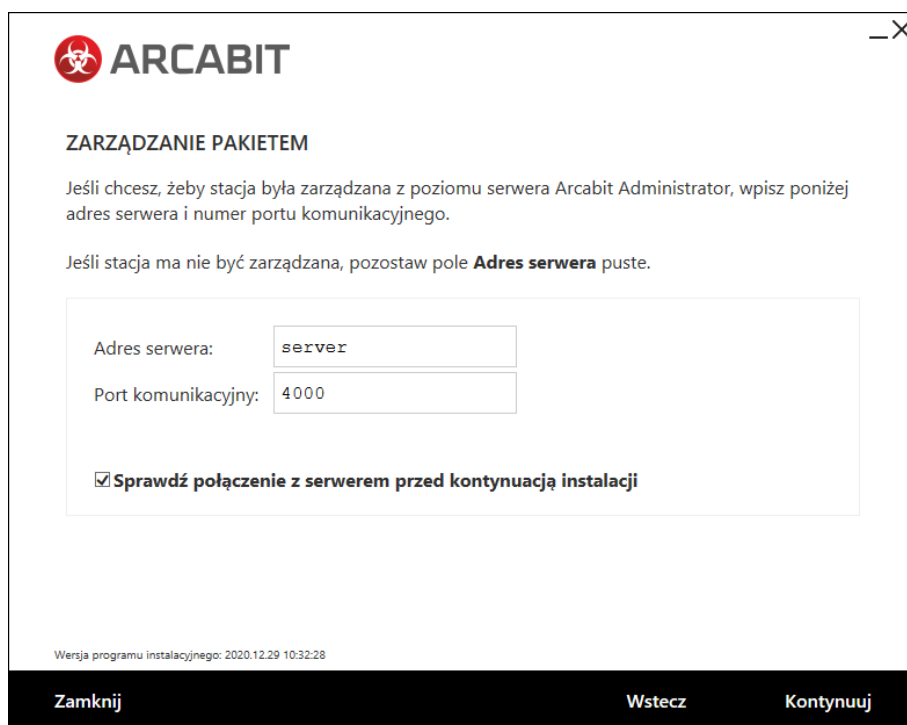 ARCABIT
ZARZĄDZANIE PAKIETEM
Jeśli chcesz, żeby stacja była zarządzana z poziomu serwera Arcabit Administrator, wpisz poniżej
adres serwera i numer portu komunikacyjnego.
Jeśli stacja ma nie być zarządzana, pozostaw pole Adres serwera puste.
Adres serwera: server
Port komunikacyjny: 4000
Sprawdź połączenie z serwerem przed kontynuacją instalacji
Wersja programu instalacyjnego: 2020.12.29 10:32:28
Zamknij Wstecz Kontynuuj